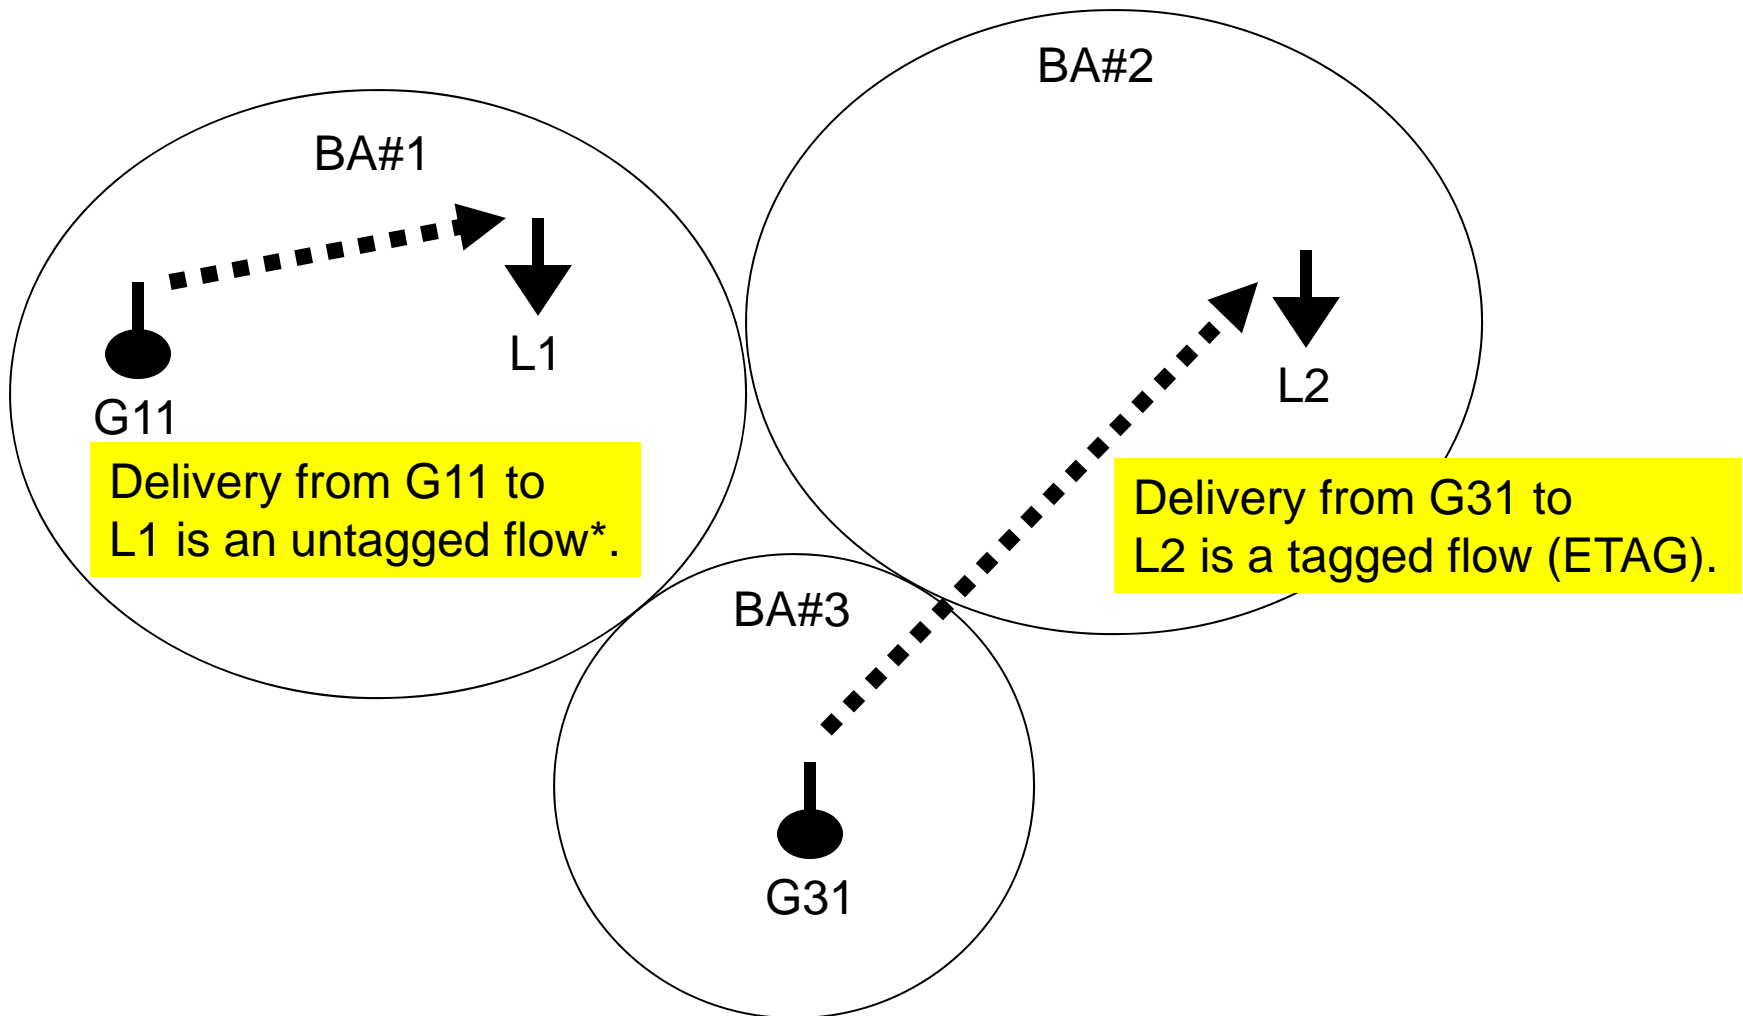 BA#2
BA#1
L1
L2
G11
Delivery from G11 to
L1 is an untagged flow*.
Delivery from G31 to
L2 is a tagged flow (ETAG).
BA#3
G31